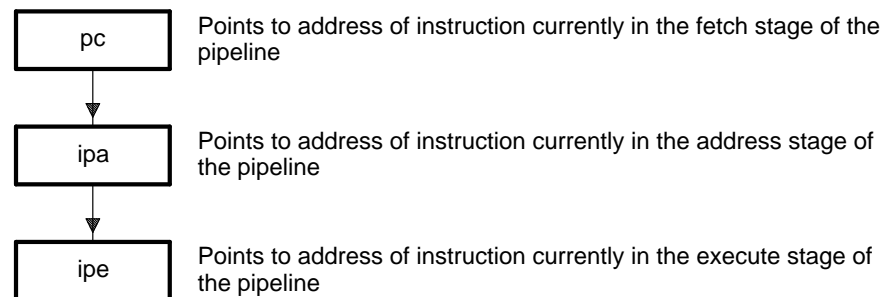 pc
Points to address of instruction currently in the fetch stage of the
pipeline
ipa
Points to address of instruction currently in the address stage of
the pipeline
ipe
Points to address of instruction currently in the execute stage of
the pipeline